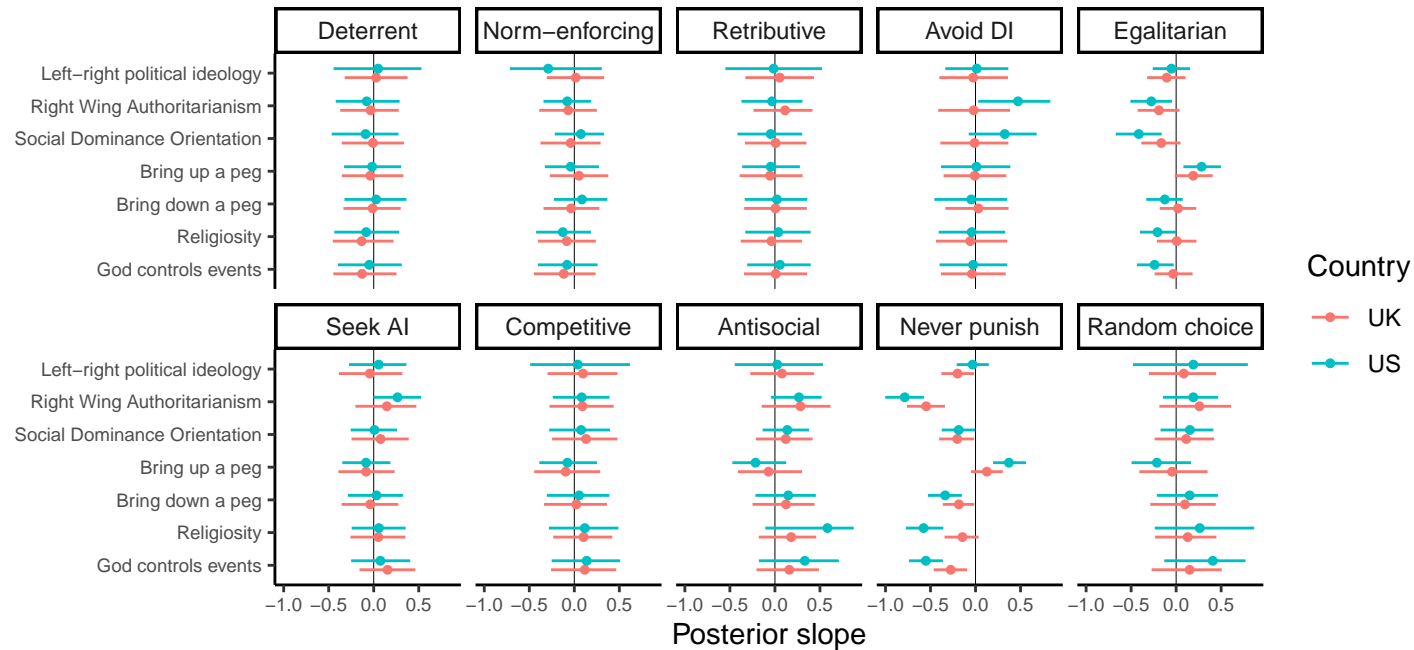 Deterrent Norm−enforcing Retributive Avoid DI Egalitarian
Left−right political ideology
Right Wing Authoritarianism
Social Dominance Orientation
Bring up a peg
Bring down a peg
Religiosity
God controls events
Seek AI Competitive Antisocial Never punish Random choice
Left−right political ideology
Right Wing Authoritarianism
Social Dominance Orientation
Bring up a peg
Bring down a peg
Religiosity
God controls events
−1.0 −0.5 0.0 0.5 −1.0 −0.5 0.0 0.5 −1.0 −0.5 0.0 0.5 −1.0 −0.5 0.0 0.5 −1.0 −0.5 0.0 0.5
Posterior slope
Country
UK
US